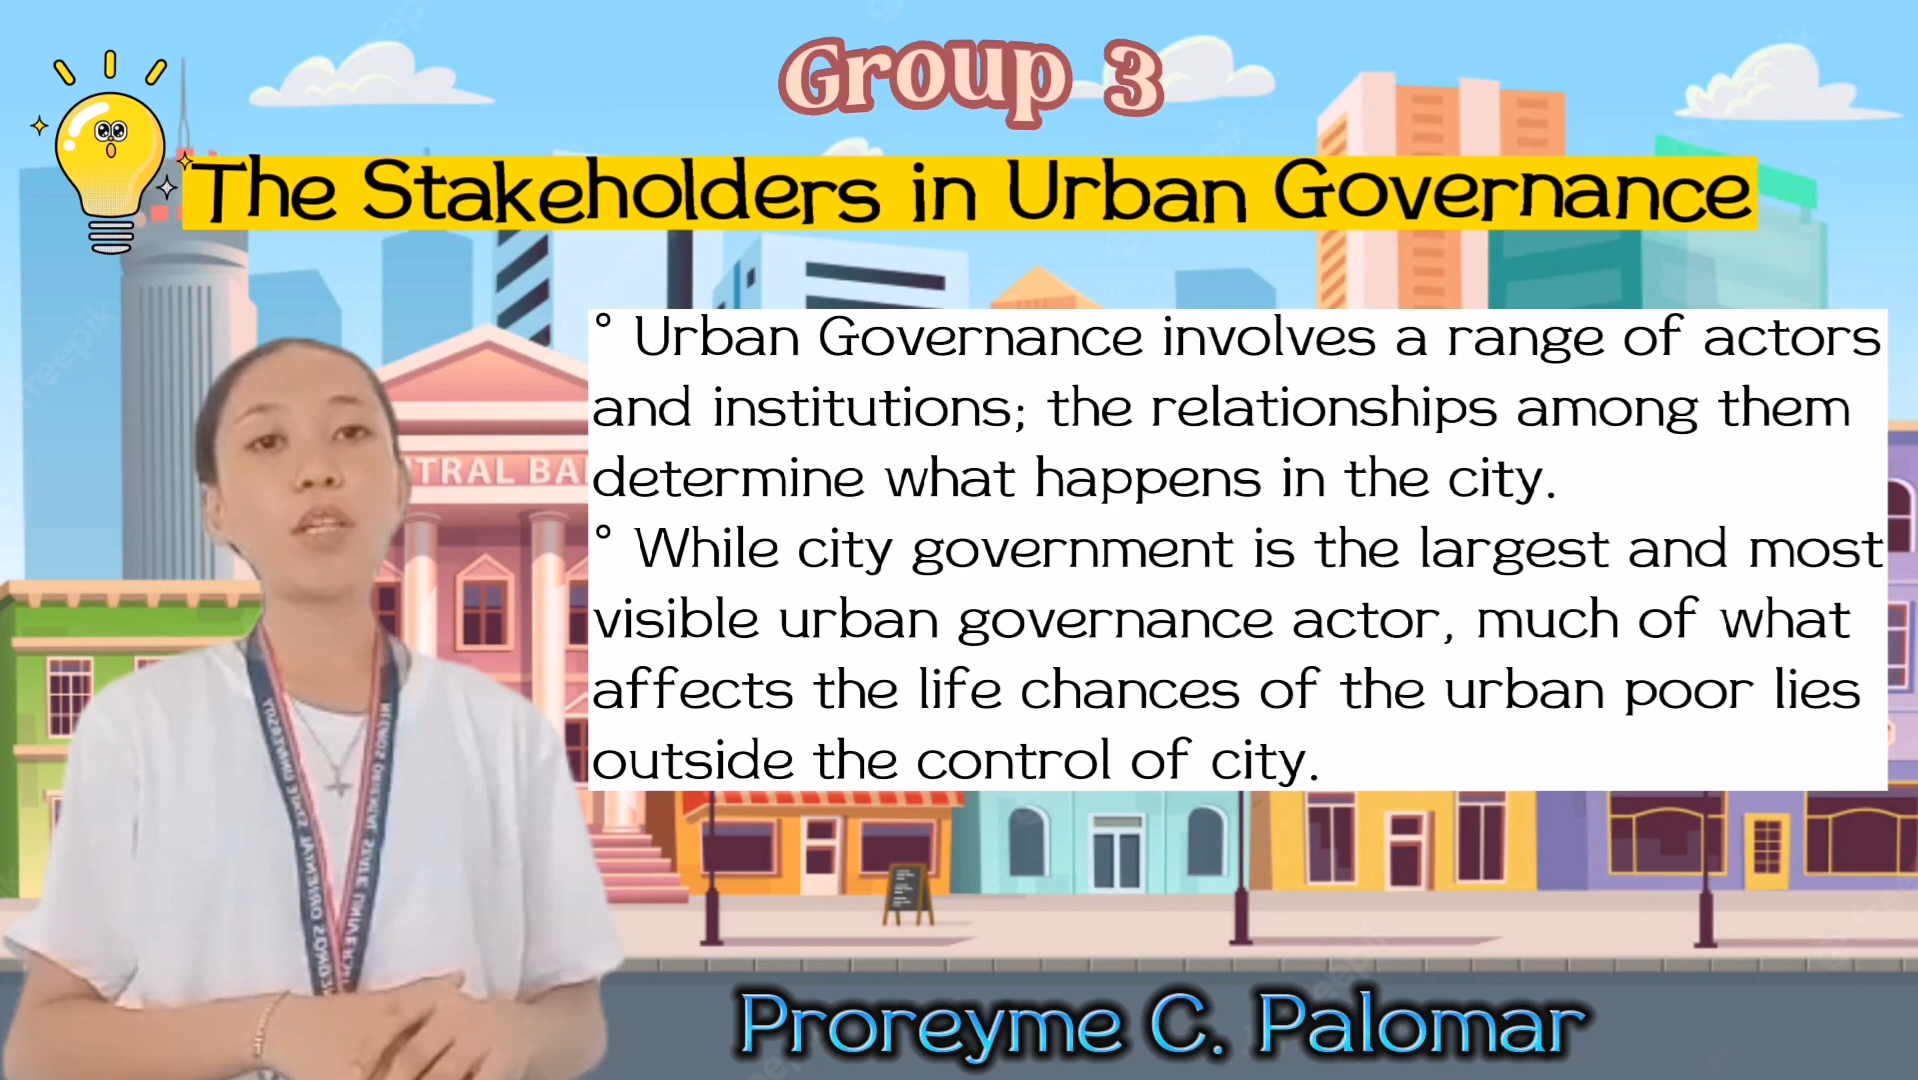 Group 3
The Stakeholders in Urban Governance
° Urban Governance involves a range of actors
and institutions; the relationships among them
determine what happens in the city.
° While city government is the largest and most
visible urban governance actor, much of what
affects the life chances of the urban poor lies
outside the control of city.
Proreyme C. Palomar